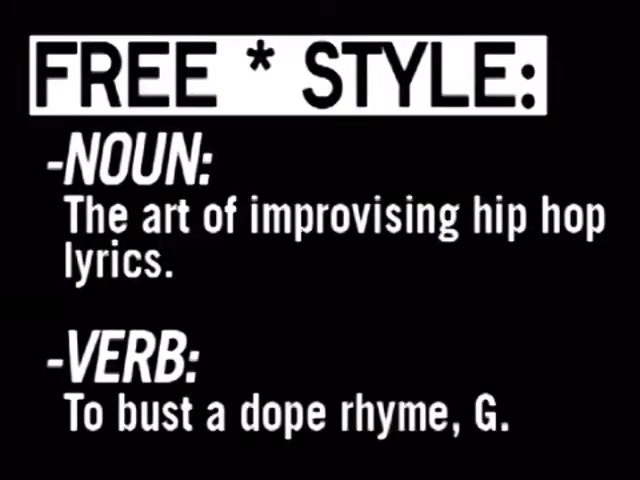 FREE * STYLE:
-NOUN:
The art of improvising hip hop
lyrics.
-VERB:
To bust a dope rhyme, G.